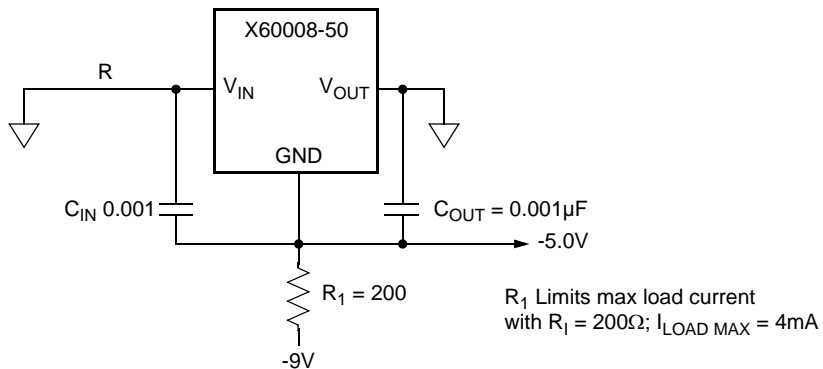 X60008-50
R
V_IN
V_OUT
GND
C_IN 0.001
C_OUT = 0.001µF
-5.0V
R_1 = 200
R_1 Limits max load current
with R_I = 200Ω; I_LOAD MAX = 4mA
-9V